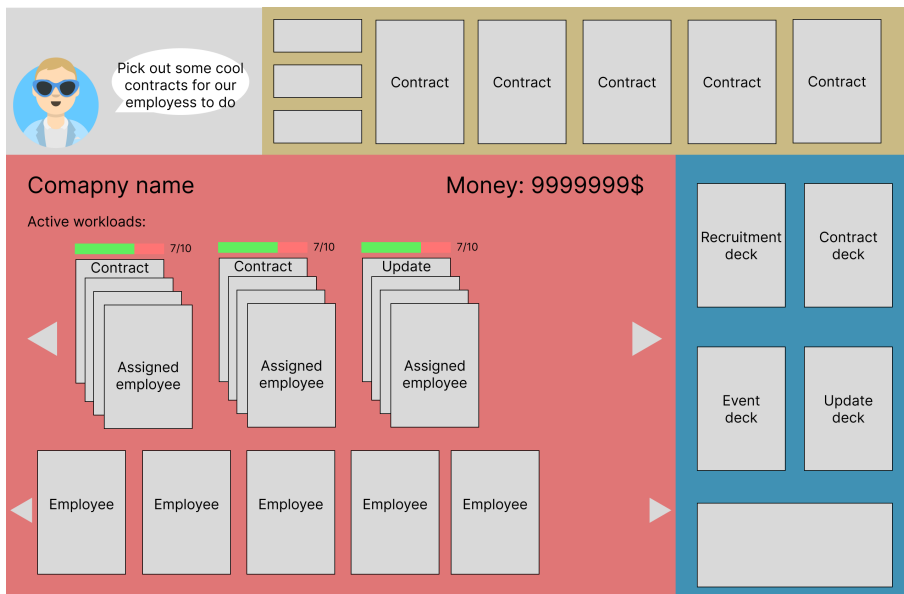 Pick out some cool
contracts for our
employess to do
Contract
Contract
Contract
Contract
Contract
Comapny name
Money: 9999999$
Active workloads:
7/10
7/10
7/10
Contract
Contract
Update
Assigned
employee
Assigned
employee
Assigned
employee
Employee
Employee
Employee
Employee
Employee
Recruitment
deck
Contract
deck
Event
deck
Update
deck